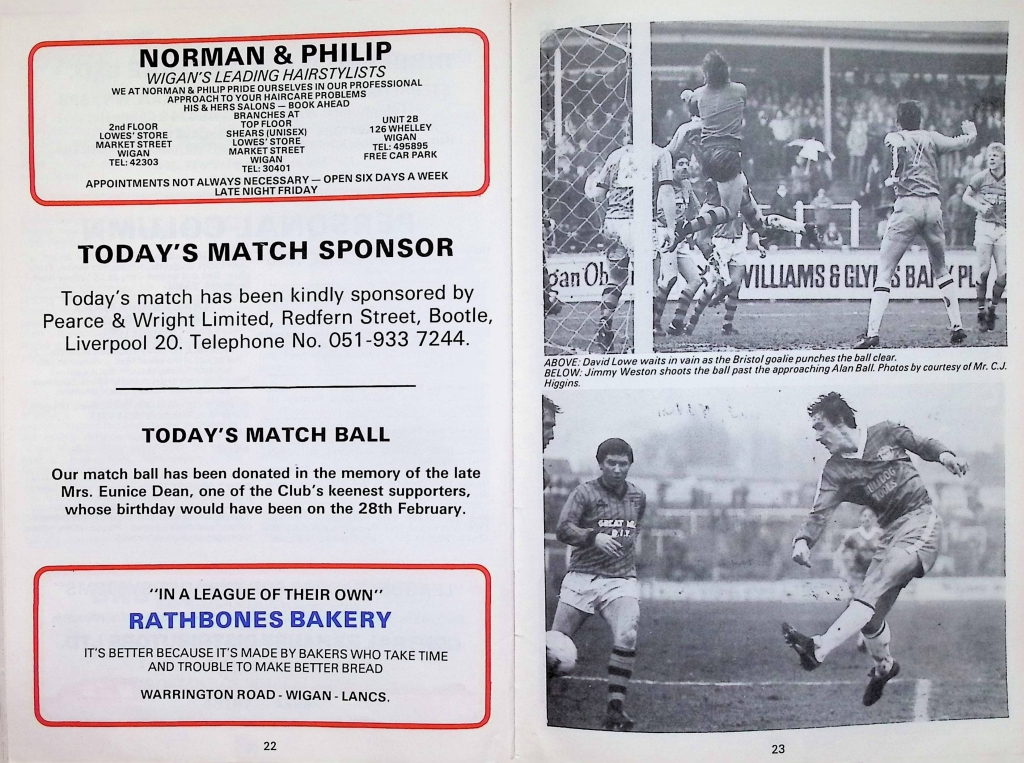 NORMAN & PHILIP
WIGAN'S LEADING HAIRSTYLISTS
WE AT NORMAN & PHILIP PRIDE OURSELVES IN OUR PROFESSIONAL
APPROACH TO YOUR HAIRCARE PROBLEMS
HIS & HERS SALONS — BOOK AHEAD
BRANCHES AT
2nd FLOOR
LOWES' STORE
MARKET STREET
WIGAN
TEL: 42303
TOP FLOOR
SHEARS (UNISEX)
LOWES' STORE
MARKET STREET
WIGAN
TEL: 30401
UNIT 2B
126 WHELLEY
WIGAN
TEL: 495895
FREE CAR PARK
APPOINTMENTS NOT ALWAYS NECESSARY — OPEN SIX DAYS A WEEK
LATE NIGHT FRIDAY
TODAY'S MATCH SPONSOR
Today's match has been kindly sponsored by
Pearce & Wright Limited, Redfern Street, Bootle,
Liverpool 20. Telephone No. 051-933 7244.
TODAY'S MATCH BALL
Our match ball has been donated in the memory of the late
Mrs. Eunice Dean, one of the Club's keenest supporters,
whose birthday would have been on the 28th February.
"IN A LEAGUE OF THEIR OWN"
RATHBONES BAKERY
IT'S BETTER BECAUSE IT'S MADE BY BAKERS WHO TAKE TIME
AND TROUBLE TO MAKE BETTER BREAD
WARRINGTON ROAD - WIGAN - LANCS.
22
gan Ob
WILLIAMS & GLYN'S BANK PL
ABOVE: David Lowe waits in vain as the Bristol goalie punches the ball clear.
BELOW: Jimmy Weston shoots the ball past the approaching Alan Ball. Photos by courtesy of Mr. C.J.
Higgins.
GREAT MI
23